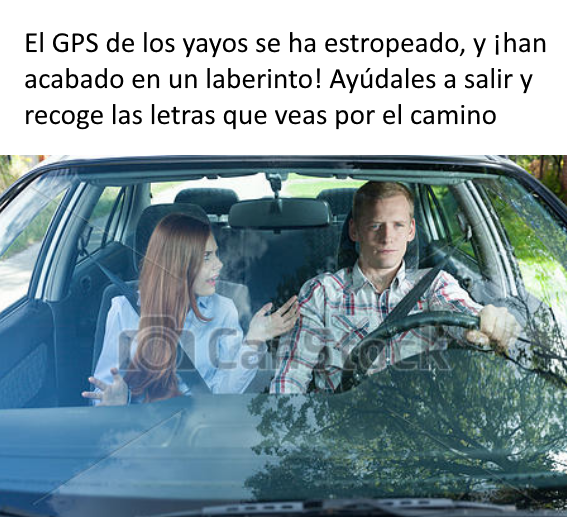 El GPS de los yayos se ha estropeado, y ¡han
acabado en un laberinto! Ayúdales a salir y
recoge las letras que veas por el camino
CanStock